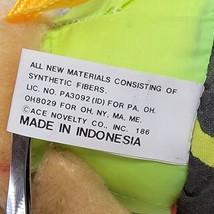 ALL NEW MATERIALS CONSISTING OF
SYNTHETIC FIBERS.
LIC. NO. PA3092 (ID) FOR PA. OH.
OH8029 FOR OH, NY, MA, ME.
©ACE NOVELTY CO., INC. 186
MADE IN INDONESIA